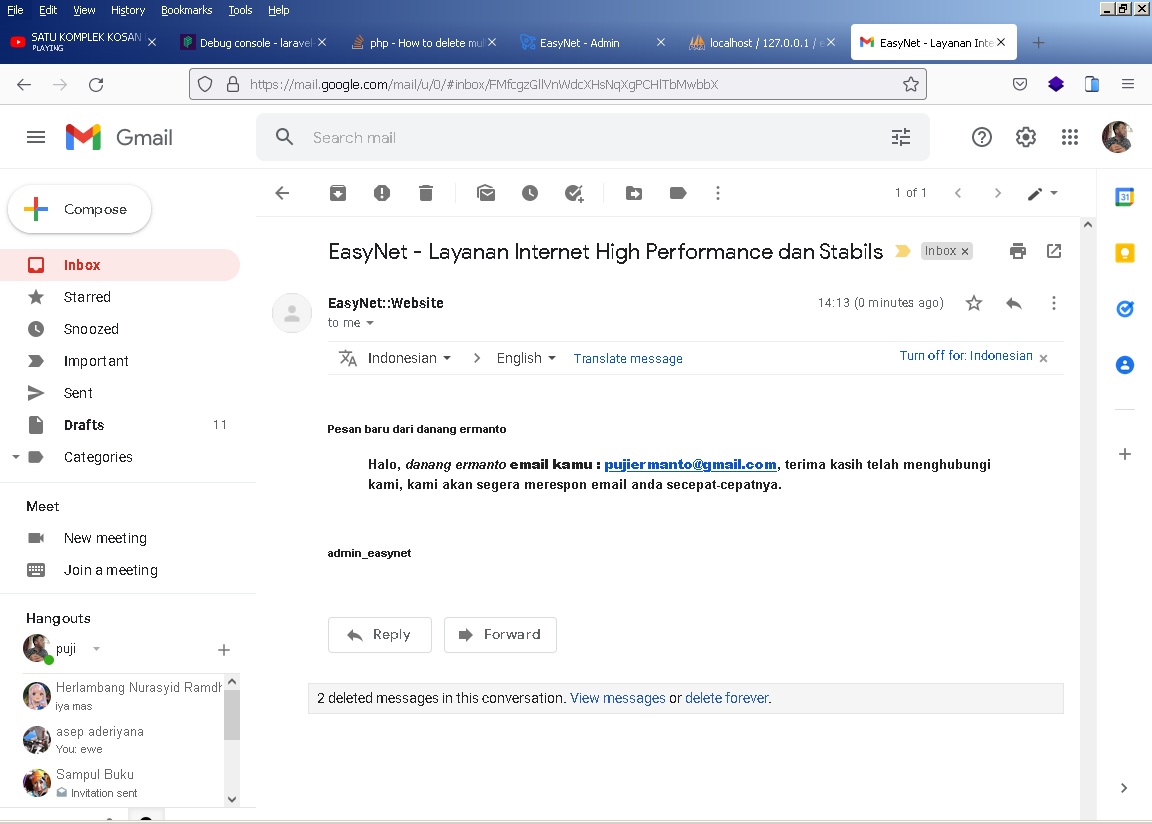 File Edit View History Bookmarks Tools Help
SATU KOMPLEK KOSAN
PLAYING
Debug console - laravel
php - How to delete mul
EasyNet - Admin
localhost / 127.0.0.1 / e
EasyNet - Layanan Inte
https://mail.google.com/mail/u/0/#inbox/FMfcgzGllVnWdcXHsNqXgPCHlTbMwbbX
Gmail
Search mail
Compose
1 of 1
31
Inbox
Starred
Snoozed
Important
Sent
Drafts 11
Categories
Meet
New meeting
Join a meeting
Hangouts
puji
Herlambang Nurasyid Ramdh
iya mas
asep aderiyana
You: ewe
Sampul Buku
Invitation sent
EasyNet - Layanan Internet High Performance dan Stabils
Inbox
EasyNet::Website
14:13 (0 minutes ago)
to me
Indonesian > English Translate message
Turn off for: Indonesian
Pesan baru dari danang ermanto
Halo, danang ermanto email kamu : pujiermanto@gmail.com, terima kasih telah menghubungi
kami, kami akan segera merespon email anda secepat-cepatnya.
admin_easynet
Reply
Forward
2 deleted messages in this conversation. View messages or delete forever.